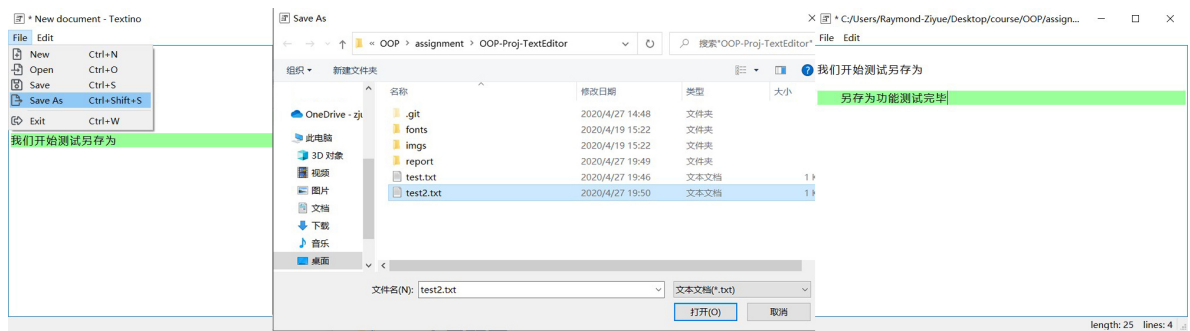 * New document - Textino
File Edit
New Ctrl+N
Open Ctrl+O
Save Ctrl+S
Save As Ctrl+Shift+S
Exit Ctrl+W
我们开始测试另存为
Save As
« OOP › assignment › OOP-Proj-TextEditor
搜索"OOP-Proj-TextEditor"
组织 新建文件夹
名称 修改日期 类型 大小
OneDrive - zju
此电脑
3D 对象
视频
图片
文档
下载
音乐
桌面
.git 2020/4/27 14:48 文件夹
fonts 2020/4/19 15:22 文件夹
imgs 2020/4/19 15:22 文件夹
report 2020/4/27 19:49 文件夹
test.txt 2020/4/27 19:46 文本文档 1
test2.txt 2020/4/27 19:50 文本文档 1
文件名(N): test2.txt 文本文档(*.txt)
打开(O) 取消
* C:/Users/Raymond-Ziyue/Desktop/course/OOP/assign...
File Edit
我们开始测试另存为
另存为功能测试完毕
length: 25 lines: 4